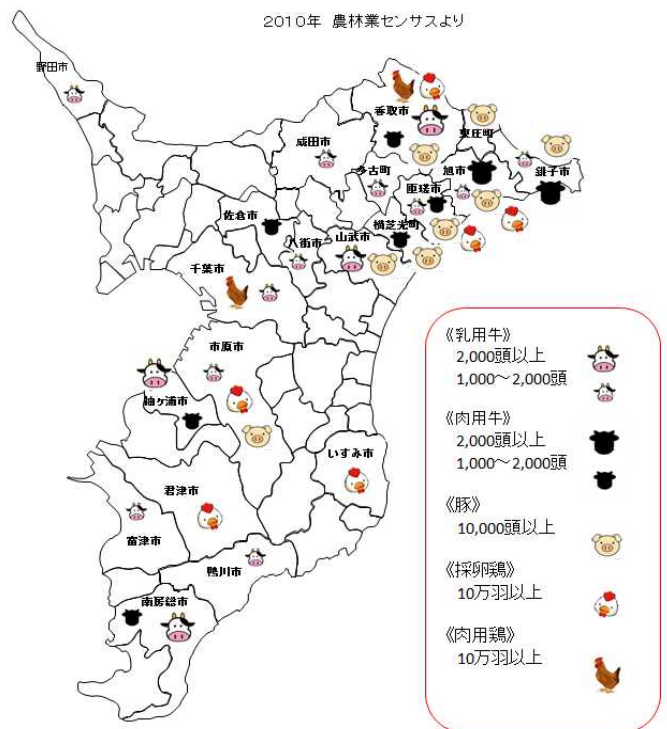 2010年 農林業センサスより
野田市
香取市
東庄町
成田市
多古町
旭市
銚子市
匝瑳市
佐倉市
八街市
山武市
横芝光町
千葉市
市原市
袖ヶ浦市
いすみ市
君津市
富津市
鴨川市
南房総市
《乳用牛》
2,000頭以上
1,000～2,000頭
《肉用牛》
2,000頭以上
1,000～2,000頭
《豚》
10,000頭以上
《採卵鶏》
10万羽以上
《肉用鶏》
10万羽以上